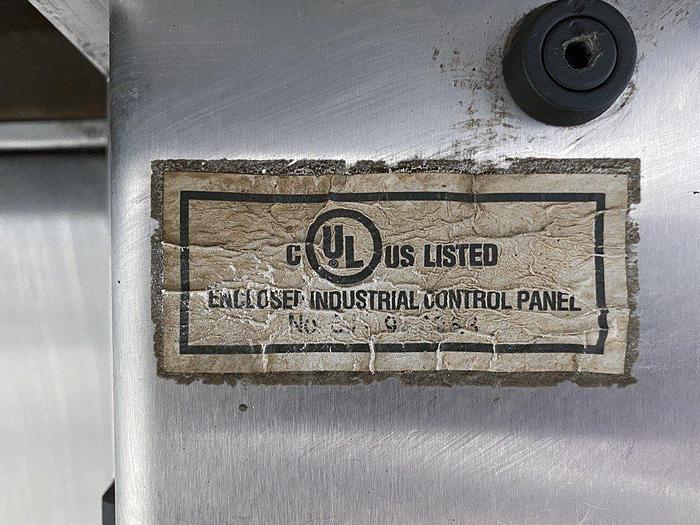 C UL® US LISTED
ENCLOSED INDUSTRIAL CONTROL PANEL
No.